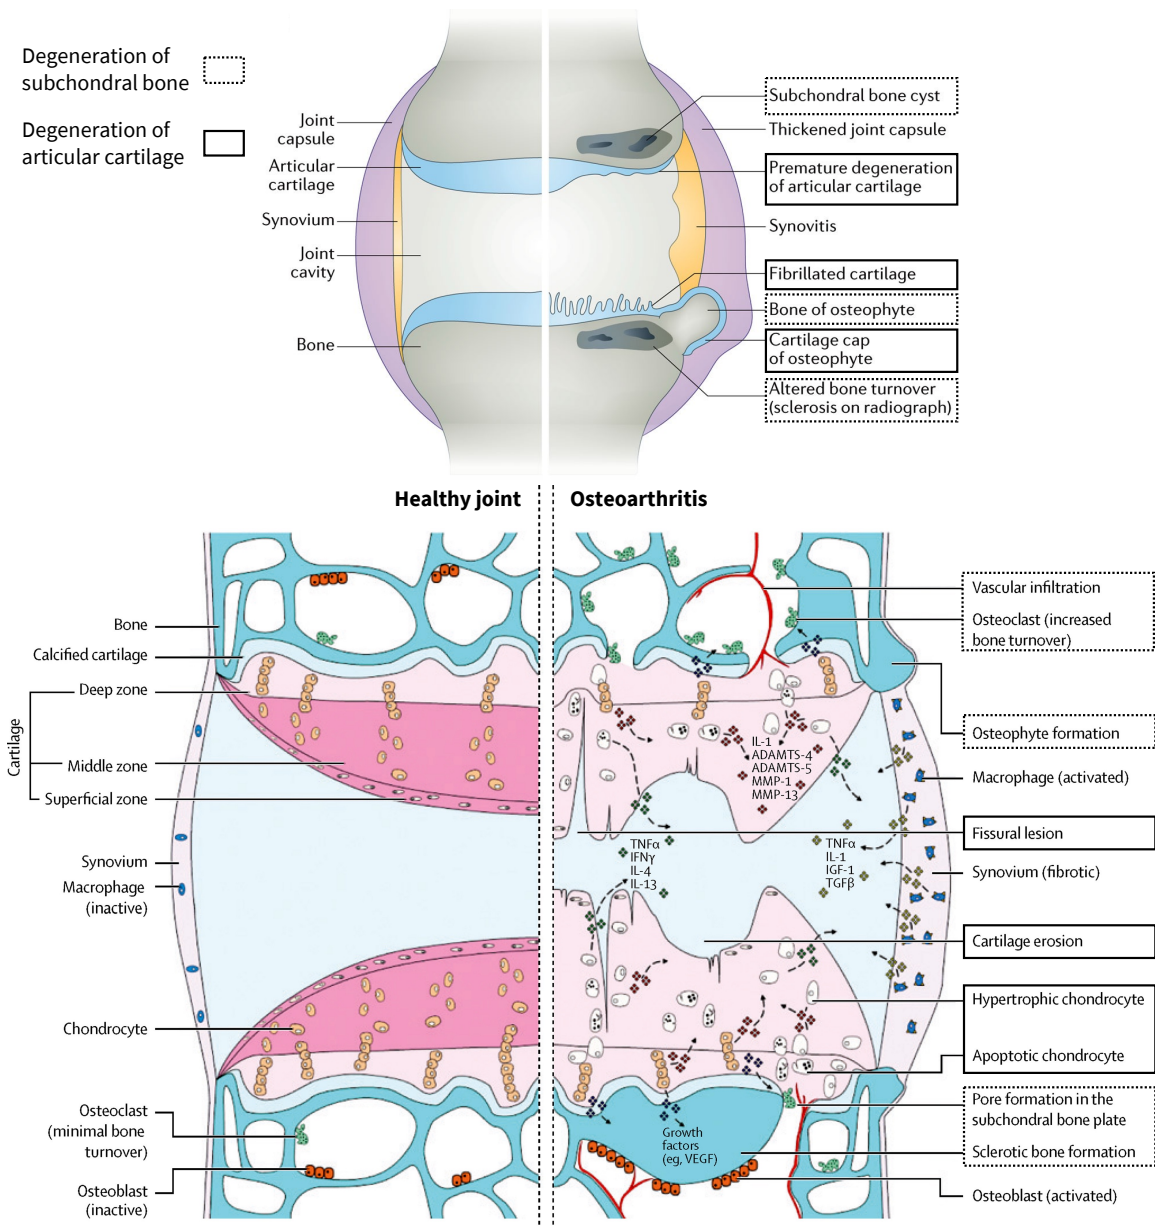 Degeneration of
subchondral bone
Degeneration of
articular cartilage
Joint
capsule
Articular
cartilage
Synovium
Joint
cavity
Bone
Subchondral bone cyst
Thickened joint capsule
Premature degeneration
of articular cartilage
Synovitis
Fibrillated cartilage
Bone of osteophyte
Cartilage cap
of osteophyte
Altered bone turnover
(sclerosis on radiograph)
Healthy joint
Osteoarthritis
Bone
Calcified cartilage
Deep zone
Cartilage
Middle zone
Superficial zone
Synovium
Macrophage
(inactive)
Chondrocyte
Osteoclast
(minimal bone
turnover)
Osteoblast
(inactive)
IL-1
ADAMTS-4
ADAMTS-5
MMP-1
MMP-13
TNFα
IFNγ
IL-4
IL-13
TNFα
IL-1
IGF-1
TGFβ
Growth
factors
(eg, VEGF)
Vascular infiltration
Osteoclast (increased
bone turnover)
Osteophyte formation
Macrophage (activated)
Fissural lesion
Synovium (fibrotic)
Cartilage erosion
Hypertrophic chondrocyte
Apoptotic chondrocyte
Pore formation in the
subchondral bone plate
Sclerotic bone formation
Osteoblast (activated)